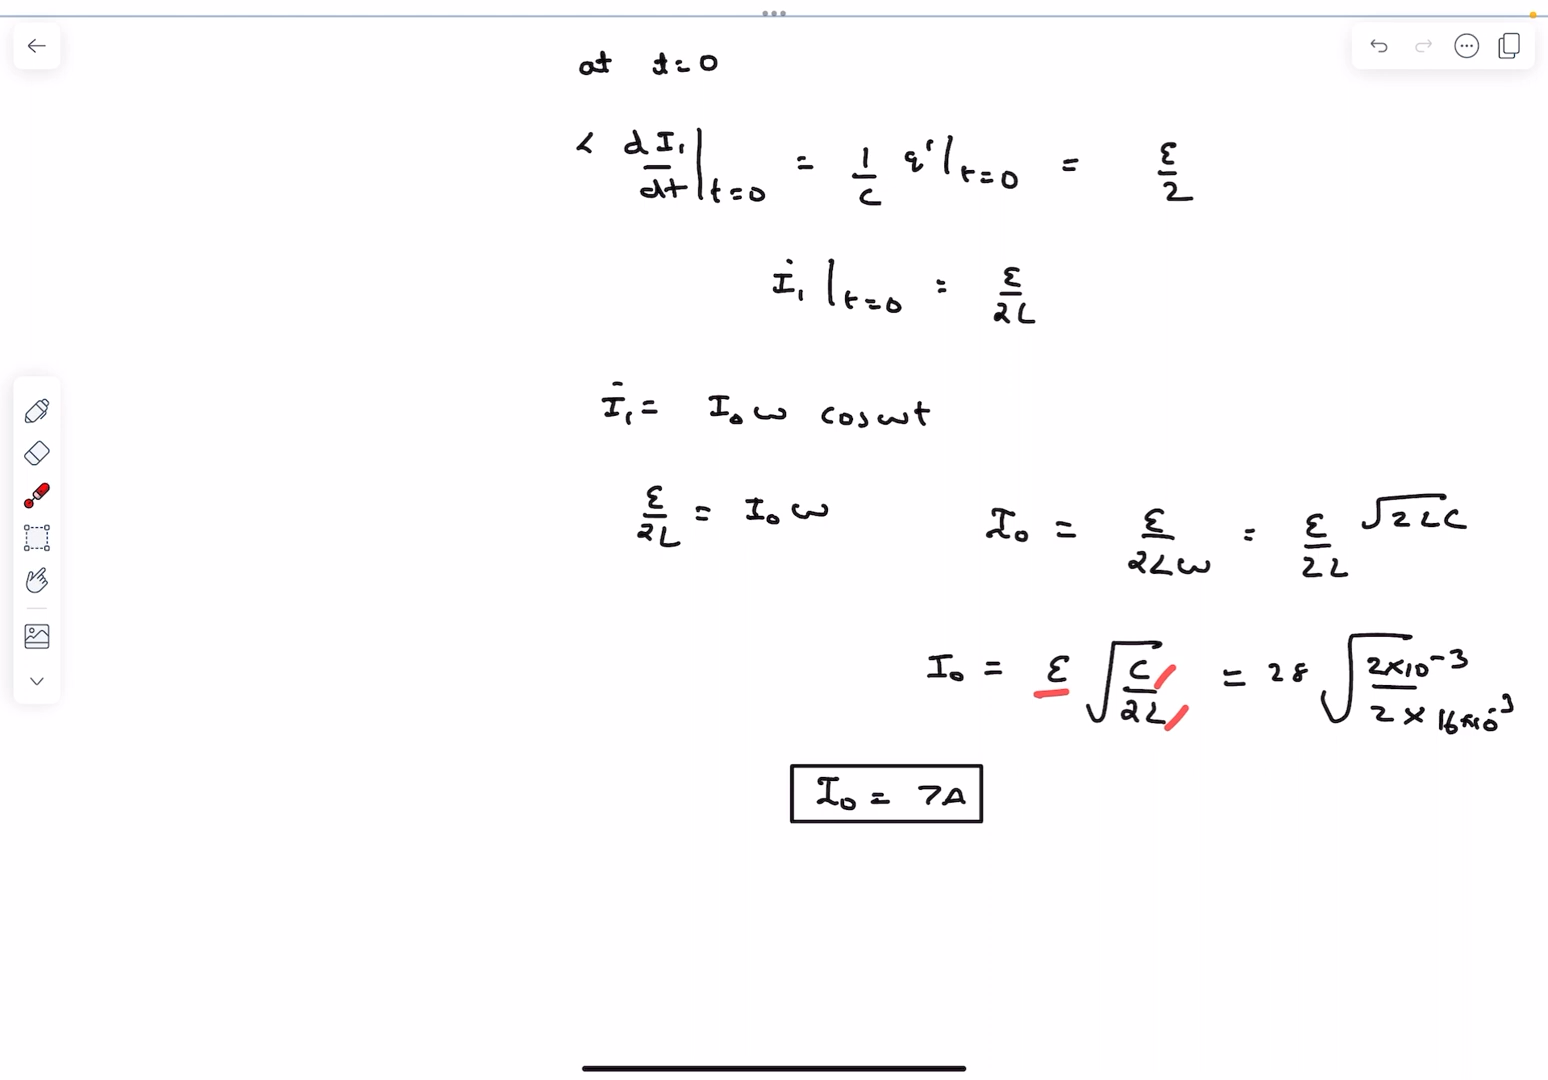 at t=0
L dI₁/dt|t=0 = 1/C q'|t=0 = ε/2
İ₁|t=0 = ε/2L
İ₁ = I₀ω cosωt
ε/2L = I₀ω I₀ = ε/2Lω = ε/2L √2LC
I₀ = ε √C/2L = 28 √2×10⁻³/2×16×10⁻³
I₀ = 7A